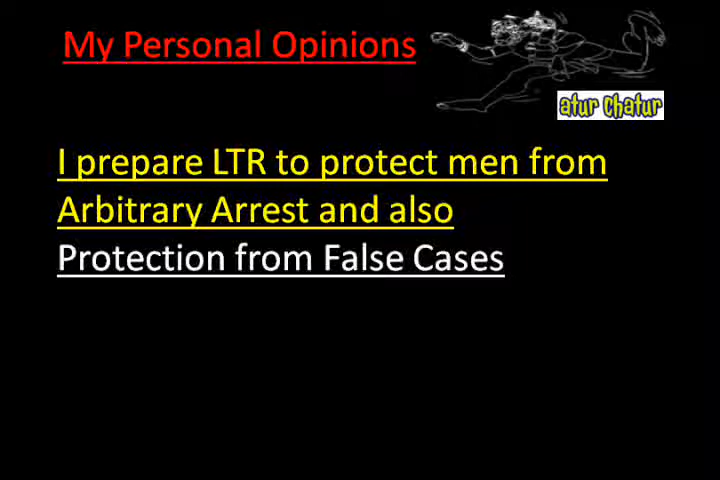 My Personal Opinions
atur chatur
I prepare LTR to protect men from
Arbitrary Arrest and also
Protection from False Cases